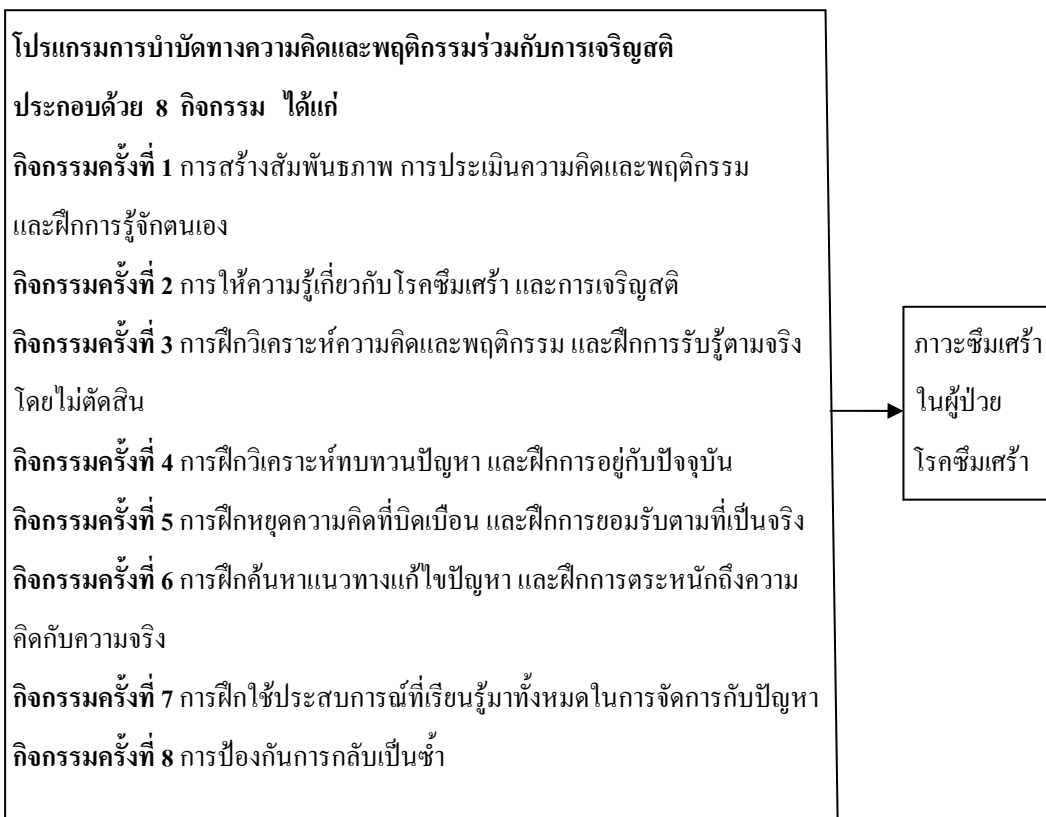 โปรแกรมการบำบัดทางความคิดและพฤติกรรมร่วมกับการเจริญสติ
ประกอบด้วย 8 กิจกรรม ได้แก่
กิจกรรมครั้งที่ 1 การสร้างสัมพันธภาพ การประเมินความคิดและพฤติกรรม
และฝึกการรู้จักตนเอง
กิจกรรมครั้งที่ 2 การให้ความรู้เกี่ยวกับโรคซึมเศร้า และการเจริญสติ
กิจกรรมครั้งที่ 3 การฝึกวิเคราะห์ความคิดและพฤติกรรม และฝึกการรับรู้ตามจริง
โดยไม่ตัดสิน
กิจกรรมครั้งที่ 4 การฝึกวิเคราะห์ทบทวนปัญหา และฝึกการอยู่กับปัจจุบัน
กิจกรรมครั้งที่ 5 การฝึกหยุดความคิดที่บิดเบือน และฝึกการยอมรับตามที่เป็นจริง
กิจกรรมครั้งที่ 6 การฝึกค้นหาแนวทางแก้ไขปัญหา และฝึกการตระหนักถึงความ
คิดกับความจริง
กิจกรรมครั้งที่ 7 การฝึกใช้ประสบการณ์ที่เรียนรู้มาทั้งหมดในการจัดการกับปัญหา
กิจกรรมครั้งที่ 8 การป้องกันการกลับเป็นซ้ำ
ภาวะซึมเศร้า
ในผู้ป่วย
โรคซึมเศร้า